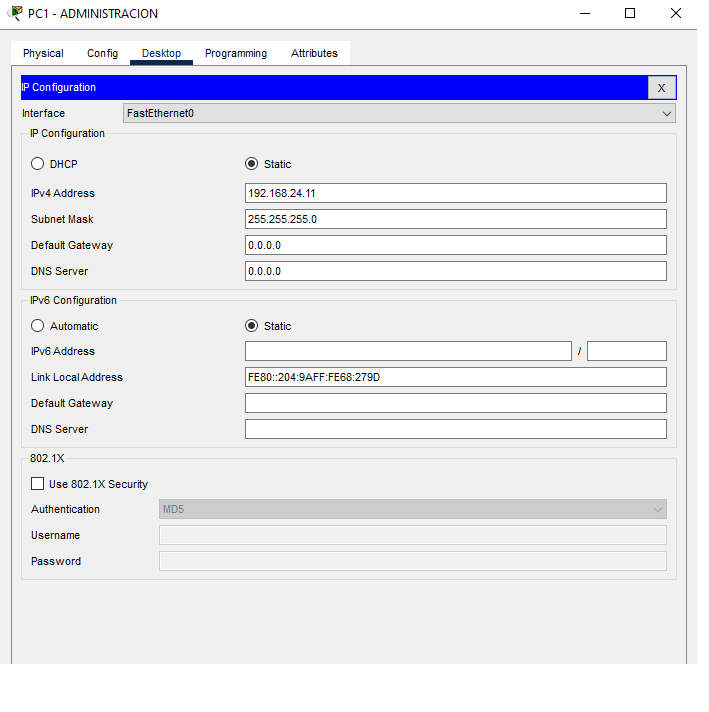 PC1 - ADMINISTRACION
Physical Config Desktop Programming Attributes
IP Configuration X
Interface FastEthernet0
IP Configuration
DHCP Static
IPv4 Address 192.168.24.11
Subnet Mask 255.255.255.0
Default Gateway 0.0.0.0
DNS Server 0.0.0.0
IPv6 Configuration
Automatic Static
IPv6 Address /
Link Local Address FE80::204:9AFF:FE68:279D
Default Gateway
DNS Server
802.1X
Use 802.1X Security
Authentication MD5
Username
Password